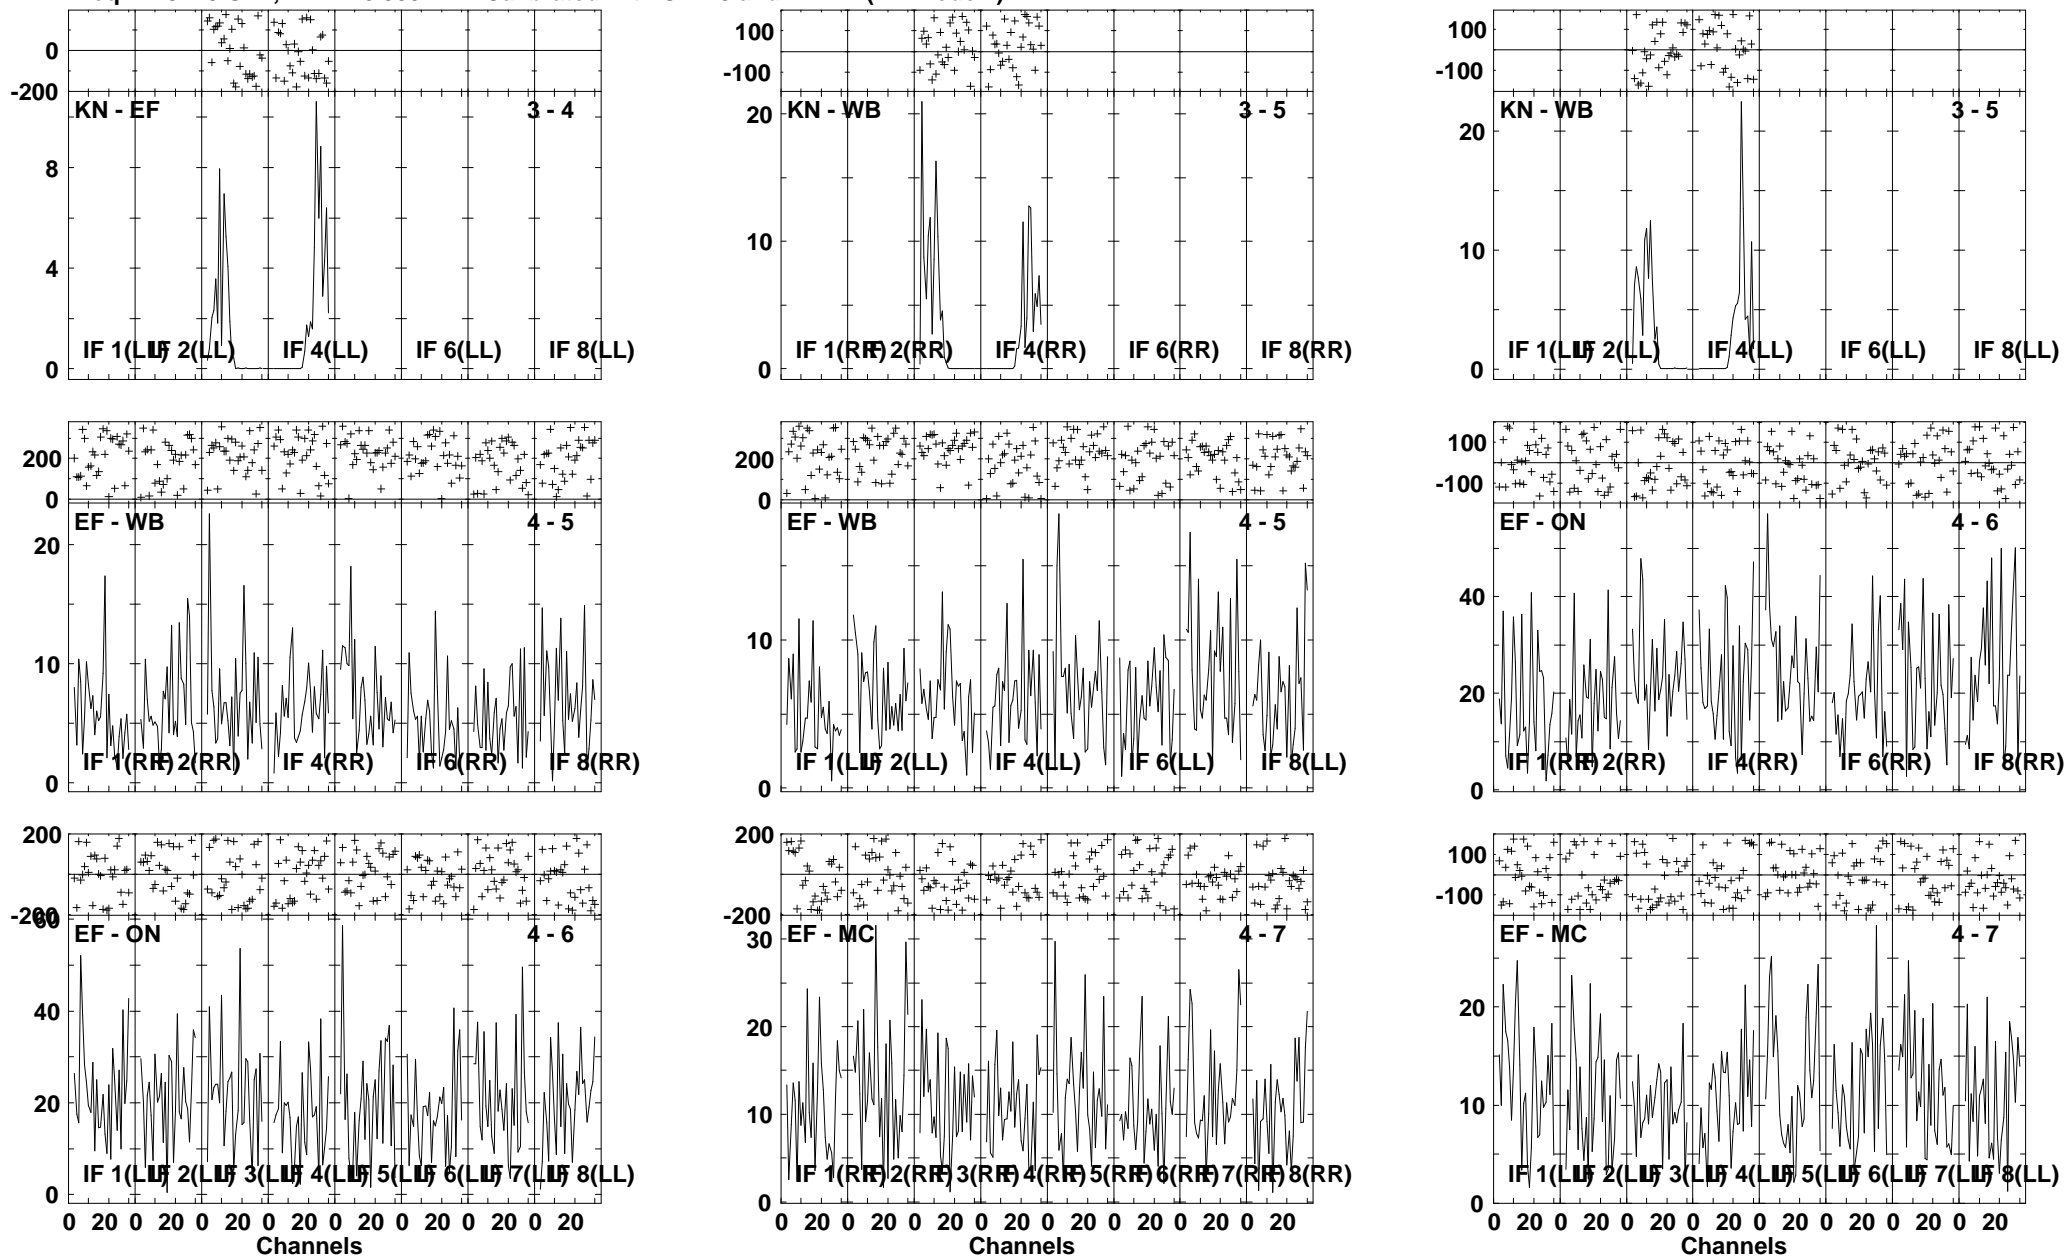 0
-200
KN - EF 3 - 4
8
4
0
IF 1(LL) IF 2(LL) IF 4(LL) IF 6(LL) IF 8(LL)
100
-100
KN - WB 3 - 5
20
10
0
IF 1(RR) IF 2(RR) IF 4(RR) IF 6(RR) IF 8(RR)
100
-100
KN - WB 3 - 5
20
10
0
IF 1(LL) IF 2(LL) IF 4(LL) IF 6(LL) IF 8(LL)
200
0
EF - WB 4 - 5
20
10
0
IF 1(RR) IF 2(RR) IF 4(RR) IF 6(RR) IF 8(RR)
200
0
EF - WB 4 - 5
10
0
IF 1(LL) IF 2(LL) IF 4(LL) IF 6(LL) IF 8(LL)
100
-100
EF - ON 4 - 6
40
20
0
IF 1(RR) IF 2(RR) IF 4(RR) IF 6(RR) IF 8(RR)
200
-200
60
EF - ON 4 - 6
40
20
0
IF 1(LL) IF 2(LL) IF 3(LL) IF 4(LL) IF 5(LL) IF 6(LL) IF 7(LL) IF 8(LL)
0 20 0 20 0 20 0 20 0 20 0 20 0 20 0 20
Channels
200
-200
EF - MC 4 - 7
30
20
10
0
IF 1(RR) IF 2(RR) IF 3(RR) IF 4(RR) IF 5(RR) IF 6(RR) IF 7(RR) IF 8(RR)
0 20 0 20 0 20 0 20 0 20 0 20 0 20 0 20
100
-100
EF - MC 4 - 7
20
10
0
IF 1(LL) IF 2(LL) IF 3(LL) IF 4(LL) IF 5(LL) IF 6(LL) IF 7(LL) IF 8(LL)
0 20 0 20 0 20 0 20 0 20 0 20 0 20 0 20
Channels